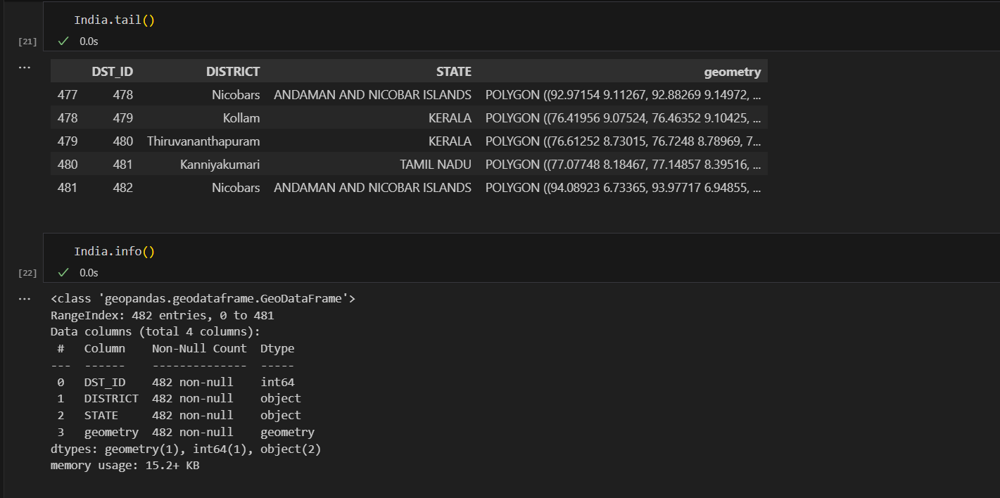 India.tail()
[21]
0.0s
...
DST_ID DISTRICT STATE geometry
477 478 Nicobars ANDAMAN AND NICOBAR ISLANDS POLYGON ((92.97154 9.11267, 92.88269 9.14972, ...
478 479 Kollam KERALA POLYGON ((76.41956 9.07524, 76.46352 9.10425, ...
479 480 Thiruvananthapuram KERALA POLYGON ((76.61252 8.73015, 76.7248 8.78969, 7...
480 481 Kanniyakumari TAMIL NADU POLYGON ((77.07748 8.18467, 77.14857 8.39516, ...
481 482 Nicobars ANDAMAN AND NICOBAR ISLANDS POLYGON ((94.08923 6.73365, 93.97717 6.94855, ...
India.info()
[22]
0.0s
...
<class 'geopandas.geodataframe.GeoDataFrame'>
RangeIndex: 482 entries, 0 to 481
Data columns (total 4 columns):
 #   Column    Non-Null Count  Dtype
---  ------    --------------  -----
 0   DST_ID    482 non-null    int64
 1   DISTRICT  482 non-null    object
 2   STATE     482 non-null    object
 3   geometry  482 non-null    geometry
dtypes: geometry(1), int64(1), object(2)
memory usage: 15.2+ KB